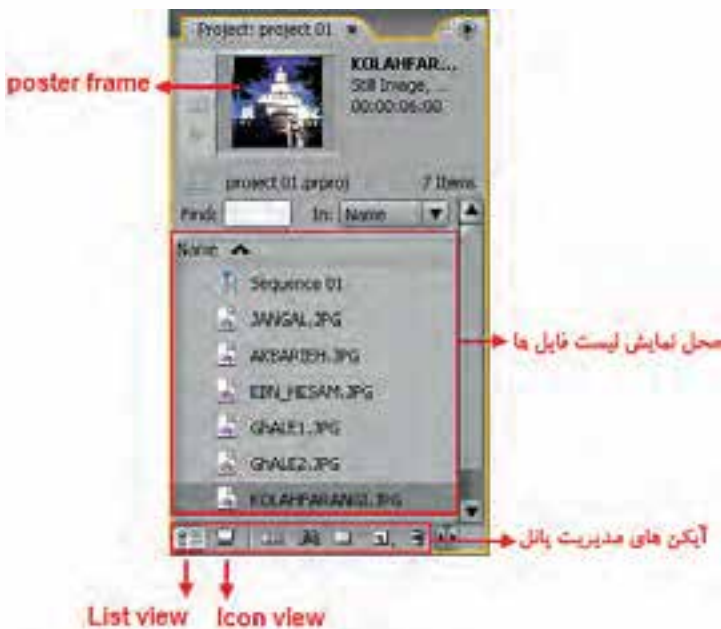 Project: project 01
poster frame
KOLAHFAR...
Still Image, ...
00:00:06:00
project 01.prproj
7 Items
Find: In: Name
Name
Sequence 01
JANGAL.JPG
محل نمایش لیست فایل ها
AKBARIEH.JPG
EBN_HESAM.JPG
GhALE1.JPG
GhALE2.JPG
KOLAHFARANGI.JPG
آیکن های مدیریت پانل
List view Icon view